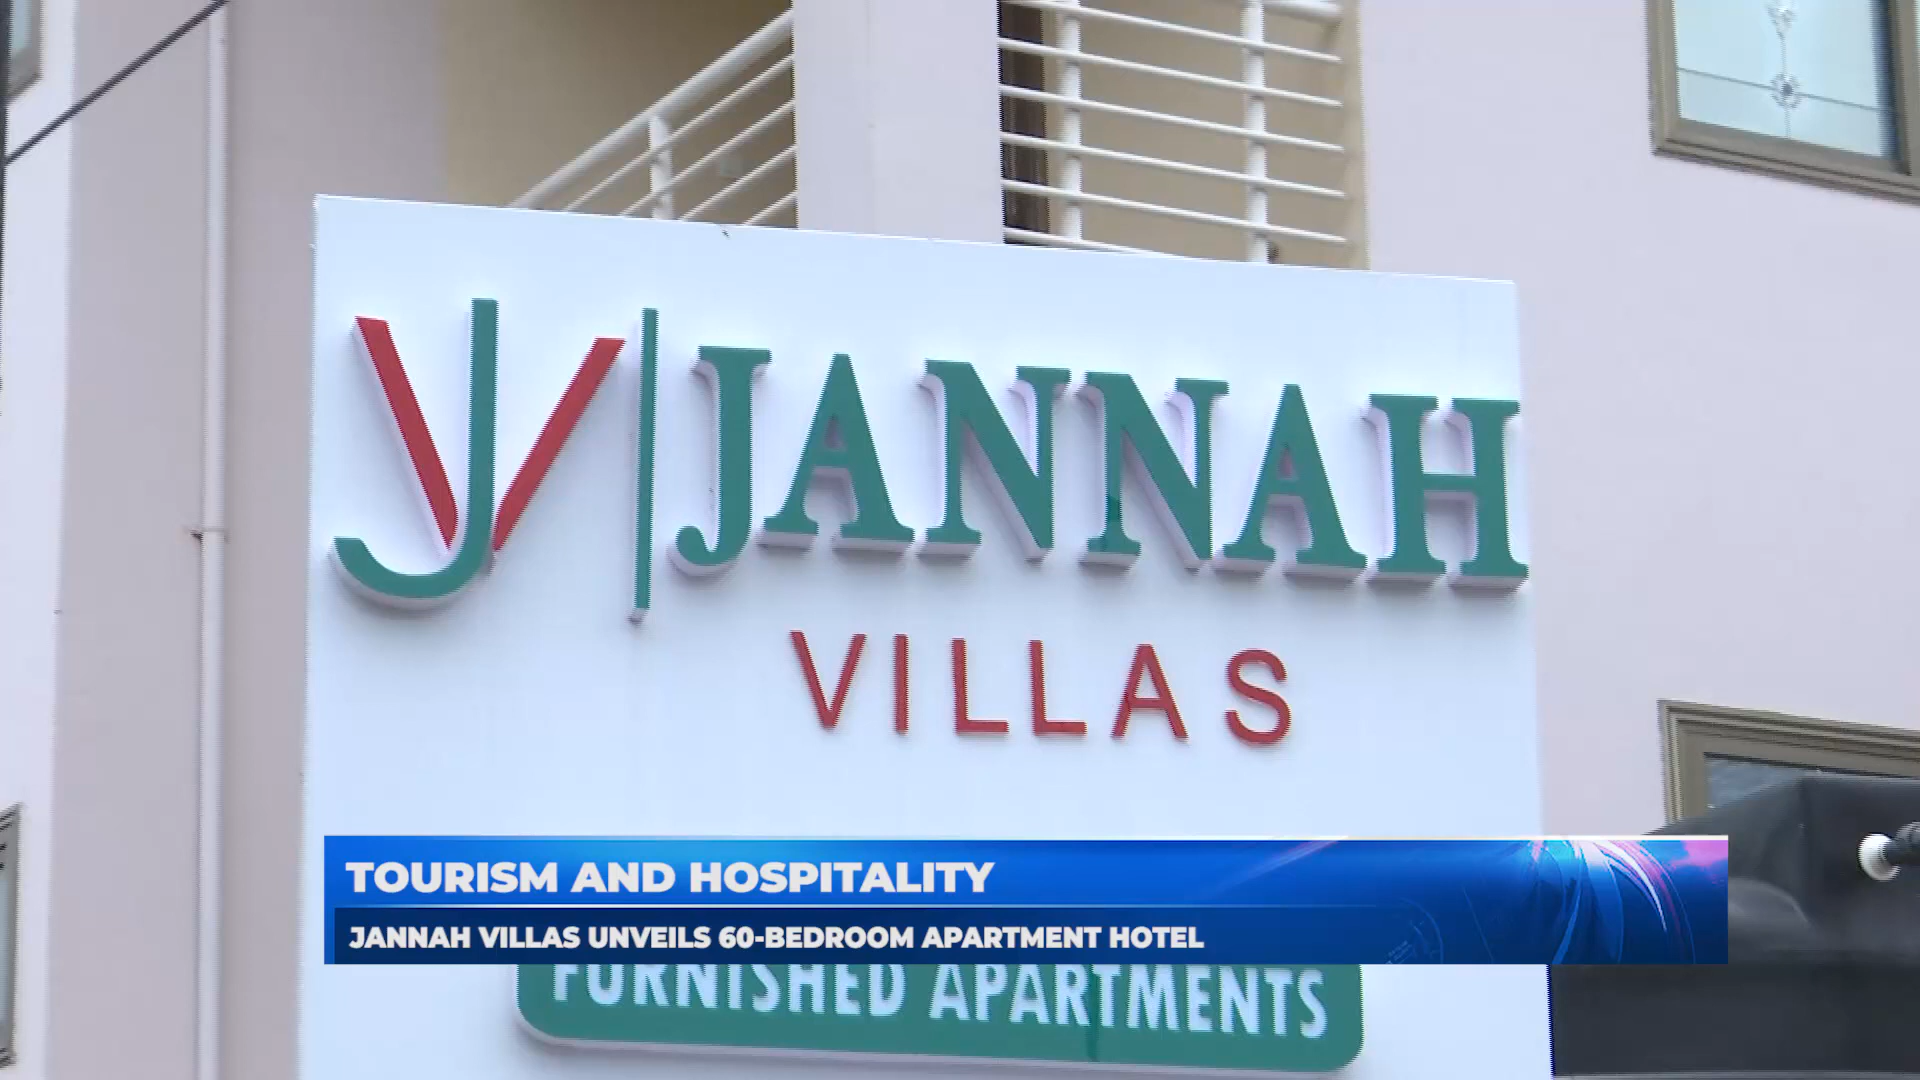 JV JANNAH
VILLAS
TOURISM AND HOSPITALITY
JANNAH VILLAS UNVEILS 60-BEDROOM APARTMENT HOTEL
FURNISHED APARTMENTS